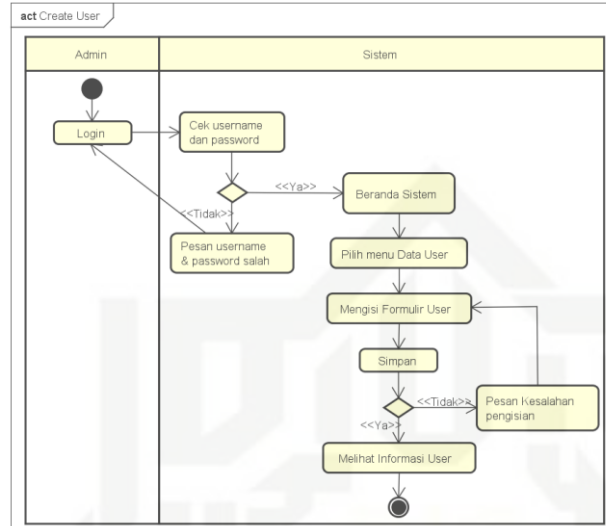 act Create User
Admin
Sistem
Login
Cek username
dan password
<<Ya>>
Beranda Sistem
<<Tidak>>
Pesan username
& password salah
Pilih menu Data User
Mengisi Formulir User
Simpan
<<Tidak>>
Pesan Kesalahan
pengisian
<<Ya>>
Melihat Informasi User